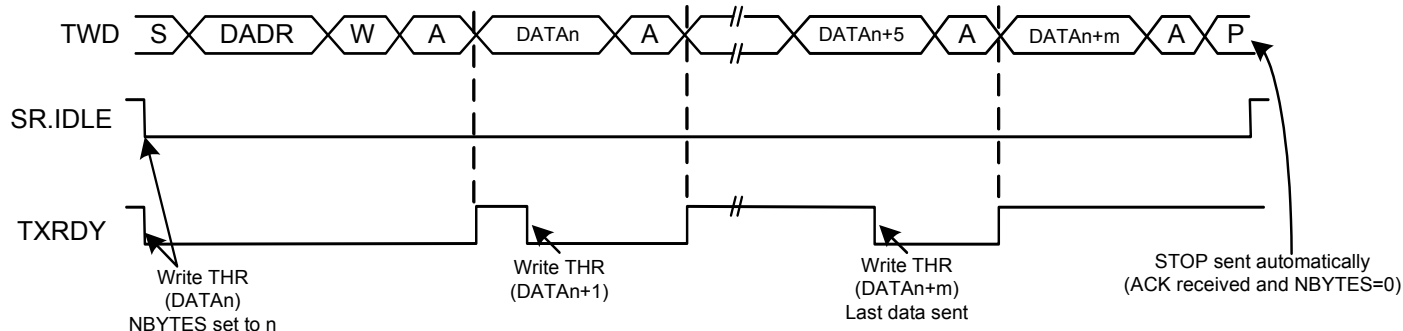 TWD S DADR W A DATAn A DATAn+5 A DATAn+m A P
SR.IDLE
TXRDY
Write THR
(DATAn)
NBYTES set to n
Write THR
(DATAn+1)
Write THR
(DATAn+m)
Last data sent
STOP sent automatically
(ACK received and NBYTES=0)